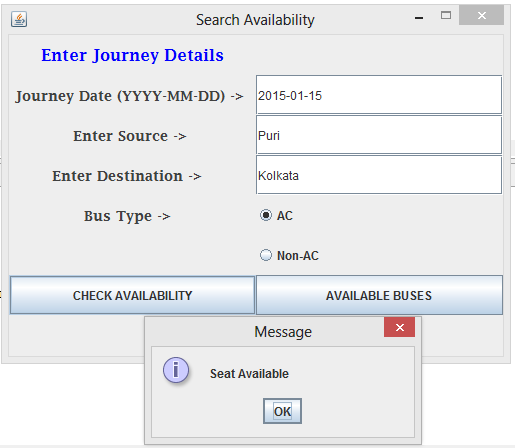 Search Availability
Enter Journey Details
Journey Date (YYYY-MM-DD) -> 2015-01-15
Enter Source -> Puri
Enter Destination -> Kolkata
Bus Type -> AC
Non-AC
CHECK AVAILABILITY AVAILABLE BUSES
Message
Seat Available
OK